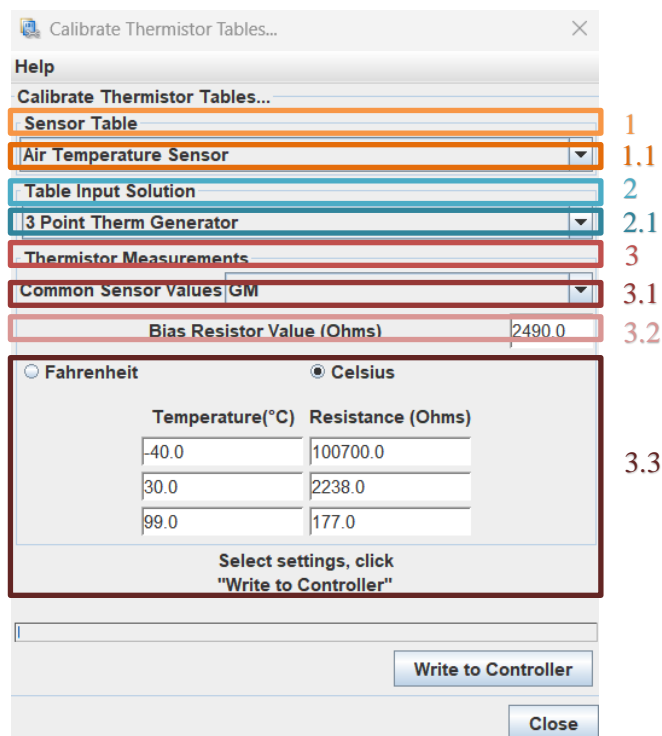 Calibrate Thermistor Tables...
Help
Calibrate Thermistor Tables...
Sensor Table 1
Air Temperature Sensor 1.1
Table Input Solution 2
3 Point Therm Generator 2.1
Thermistor Measurements 3
Common Sensor Values GM 3.1
Bias Resistor Value (Ohms) 2490.0 3.2
Fahrenheit Celsius
Temperature(°C) Resistance (Ohms)
-40.0 100700.0
3.3
30.0 2238.0
99.0 177.0
Select settings, click
"Write to Controller"
Write to Controller
Close